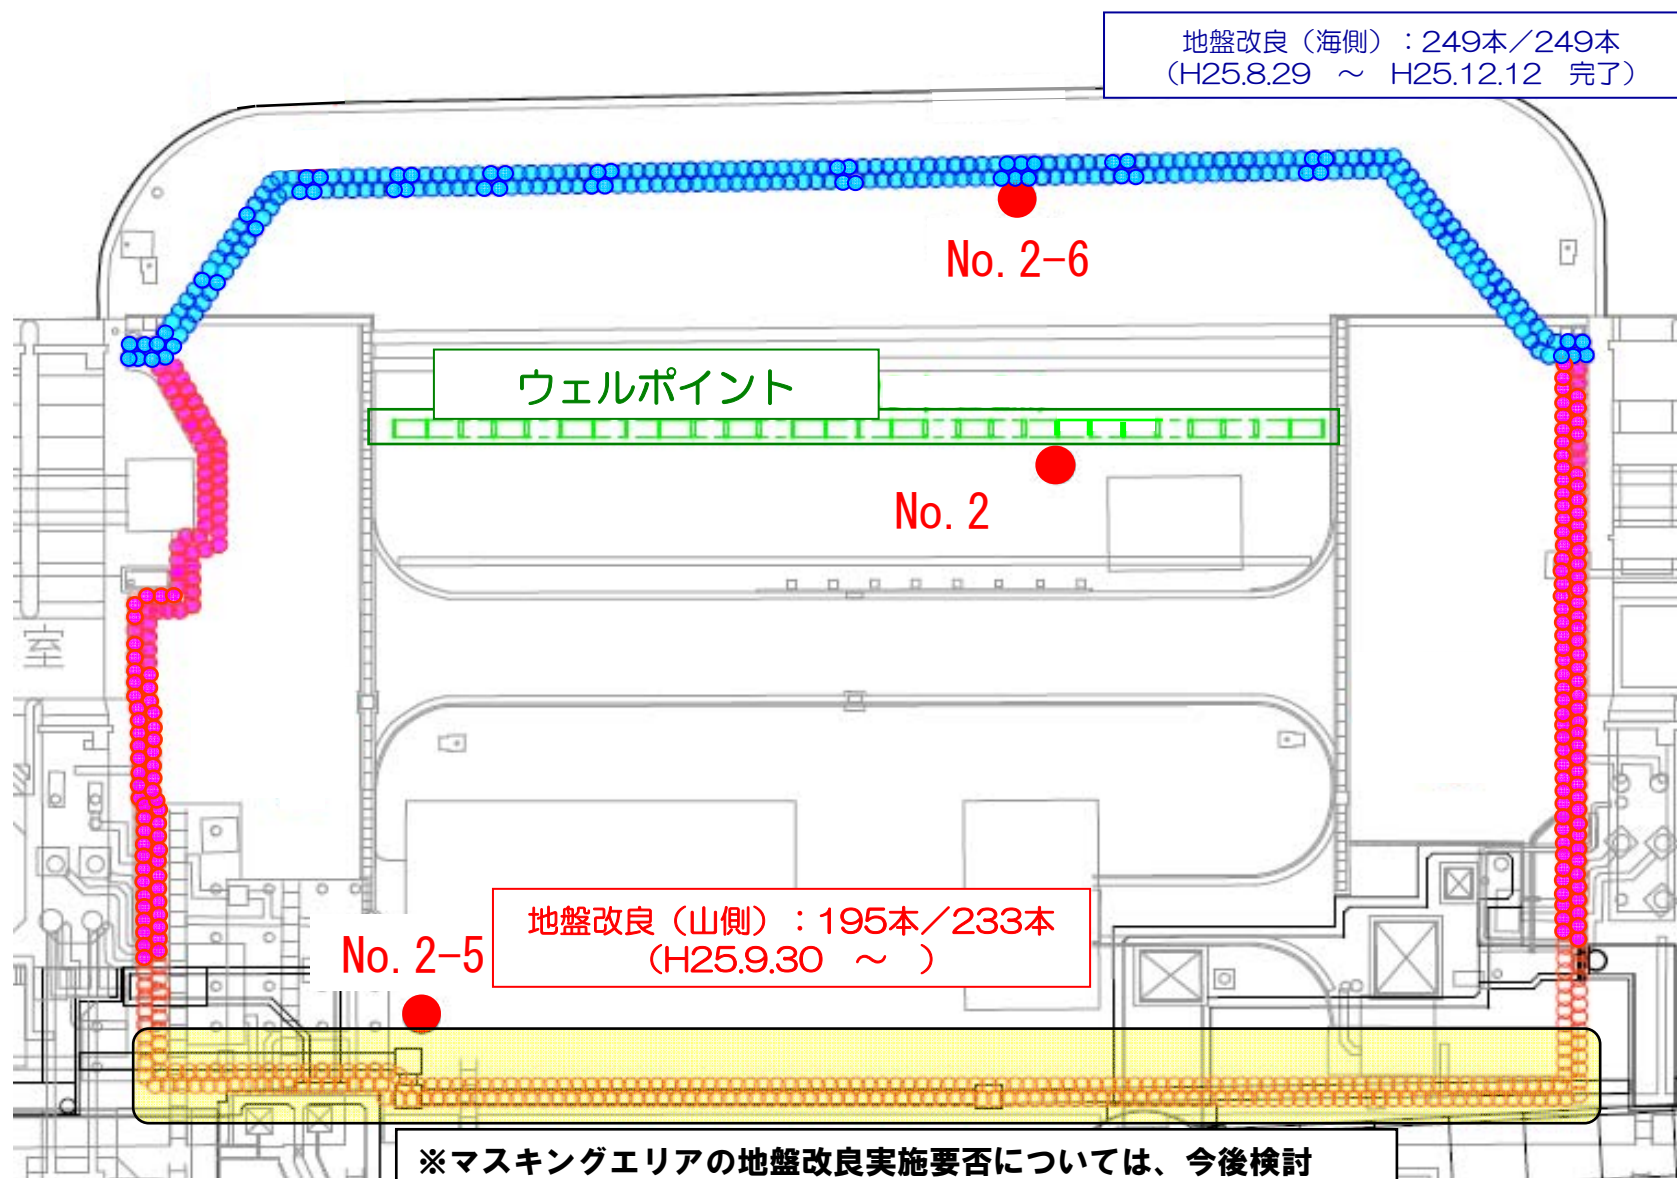 地盤改良（海側）：249本／249本
（H25.8.29　～　H25.12.12　完了）
No. 2-6
ウェルポイント
No. 2
室
地盤改良（山側）：195本／233本
（H25.9.30　～　）
No. 2-5
※マスキングエリアの地盤改良実施要否については、今後検討